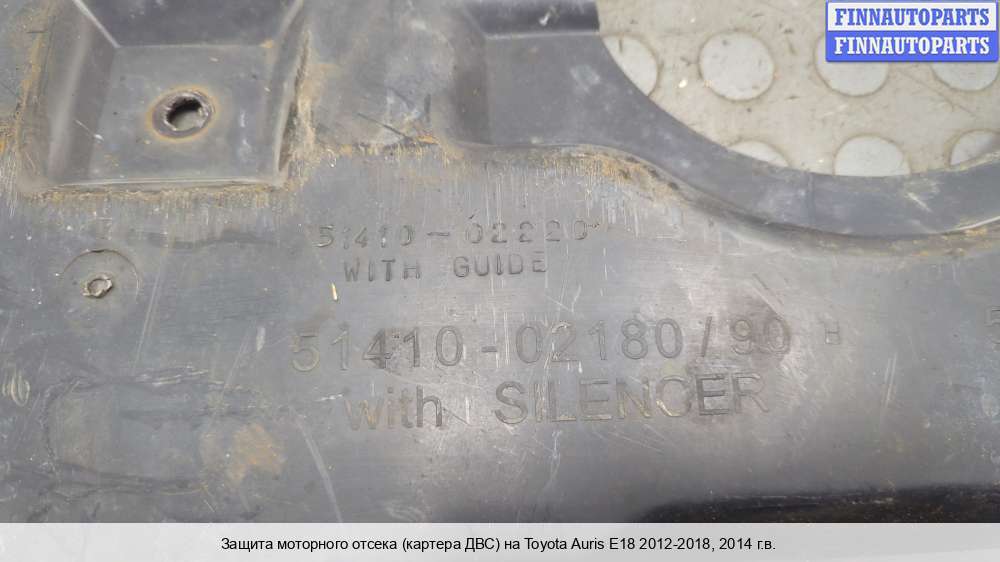 FINNAUTOPARTS
FINNAUTOPARTS
51410-02220
WITH GUIDE
51410-02180/90 B
with SILENCER
Защита моторного отсека (картера ДВС) на Toyota Auris E18 2012-2018, 2014 г.в.